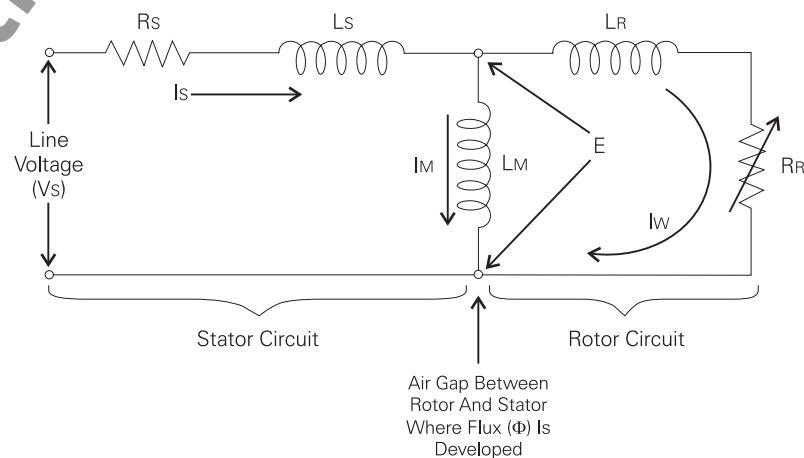 RS
LS
LR
IS
Line
Voltage
(VS)
IM
LM
E
RR
IW
Stator Circuit
Rotor Circuit
Air Gap Between
Rotor And Stator
Where Flux (Φ) Is
Developed